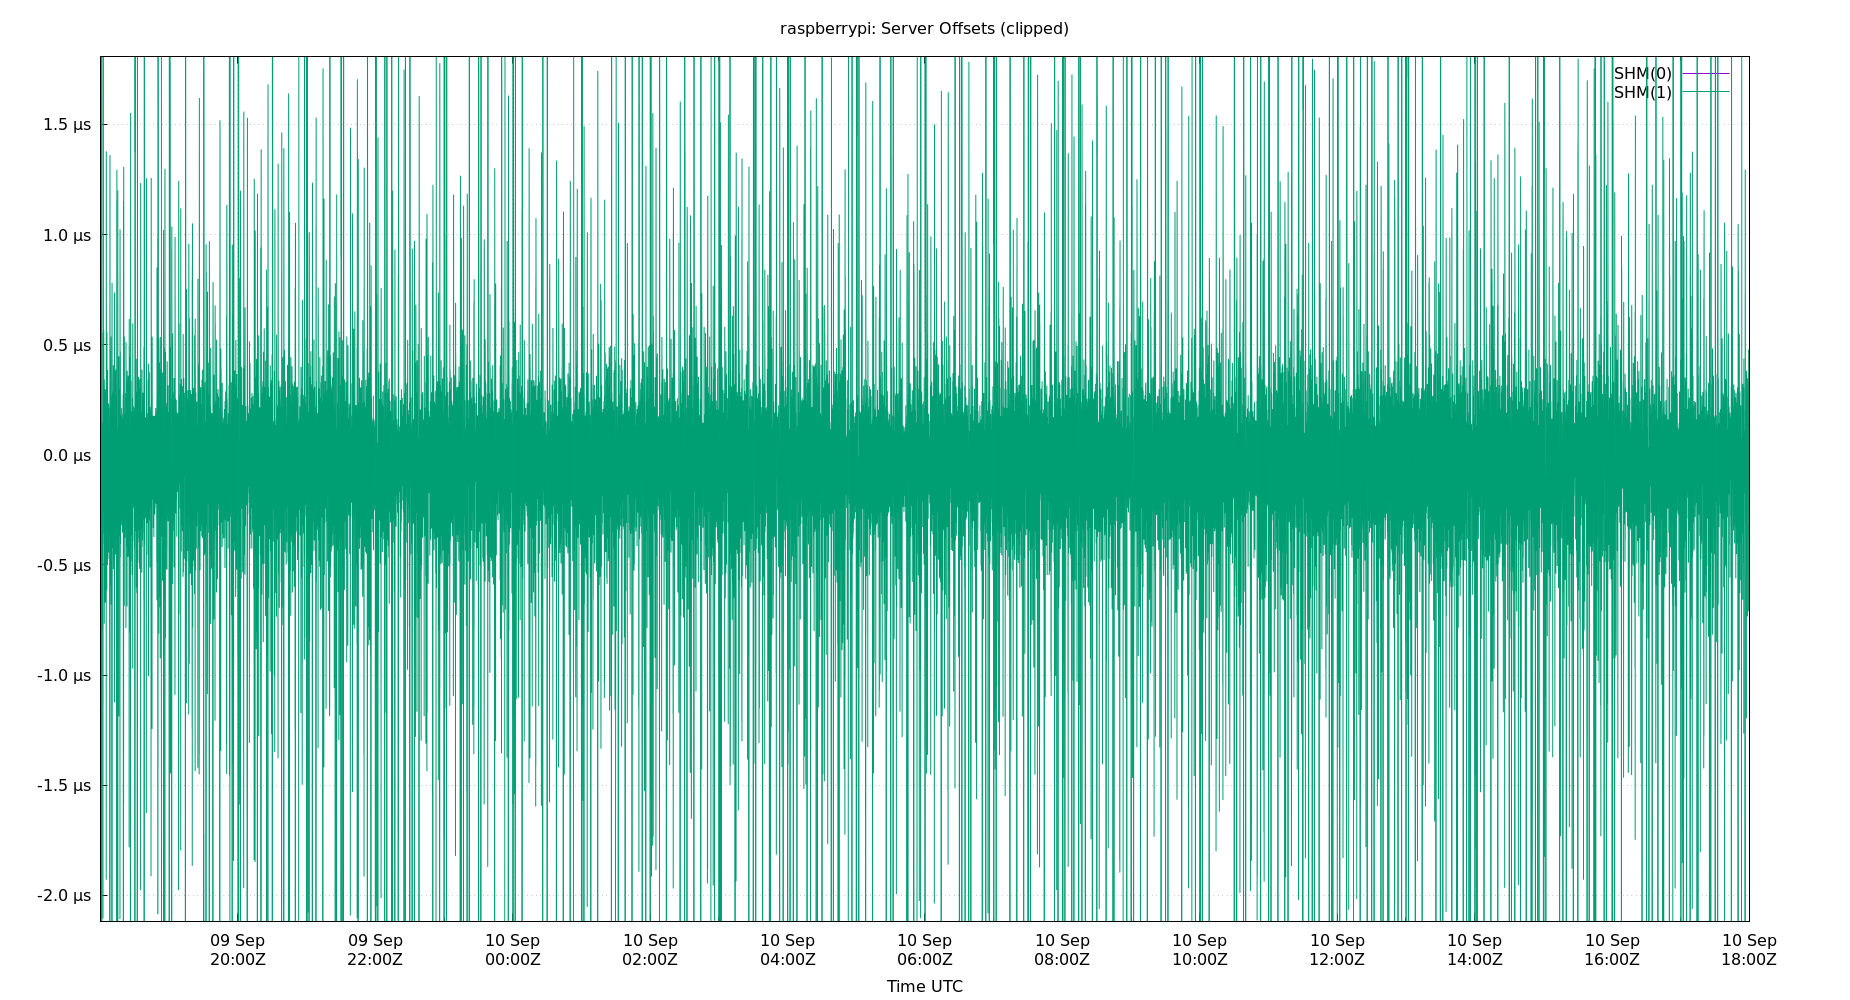 raspberrypi: Server Offsets (clipped)
SHM(0)
SHM(1)
1.5 µs
1.0 µs
0.5 µs
0.0 µs
-0.5 µs
-1.0 µs
-1.5 µs
-2.0 µs
09 Sep 09 Sep 10 Sep 10 Sep 10 Sep 10 Sep 10 Sep 10 Sep 10 Sep 10 Sep 10 Sep 10 Sep
20:00Z 22:00Z 00:00Z 02:00Z 04:00Z 06:00Z 08:00Z 10:00Z 12:00Z 14:00Z 16:00Z 18:00Z
Time UTC